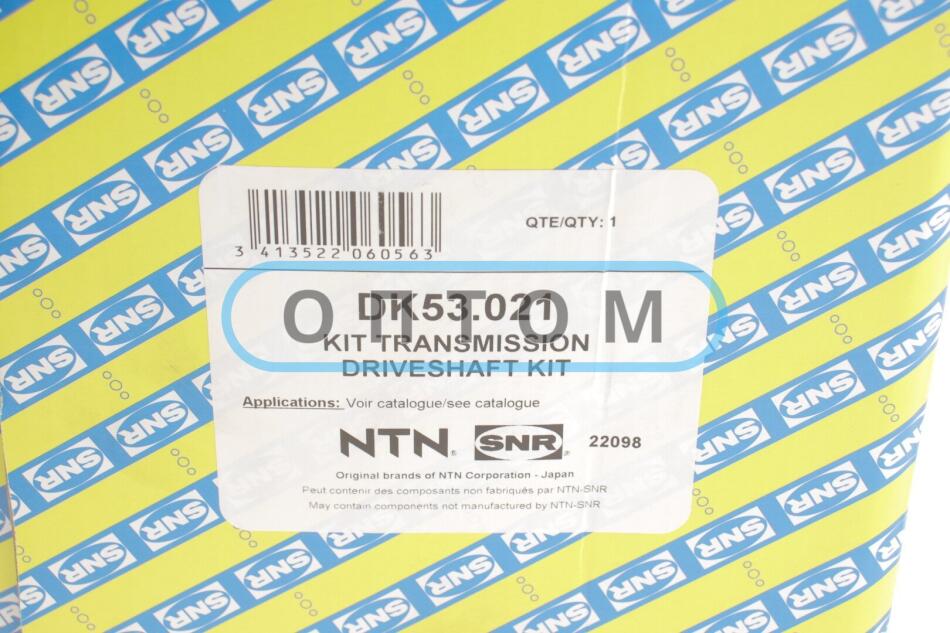 QTE/QTY: 1
3 413522 060563
DK53.021
KIT TRANSMISSION
DRIVESHAFT KIT
Applications: Voir catalogue/see catalogue
NTN® SNR® 22098
Original brands of NTN Corporation - Japan
Peut contenir des composants non fabriqués par NTN-SNR
May contain components not manufactured by NTN-SNR